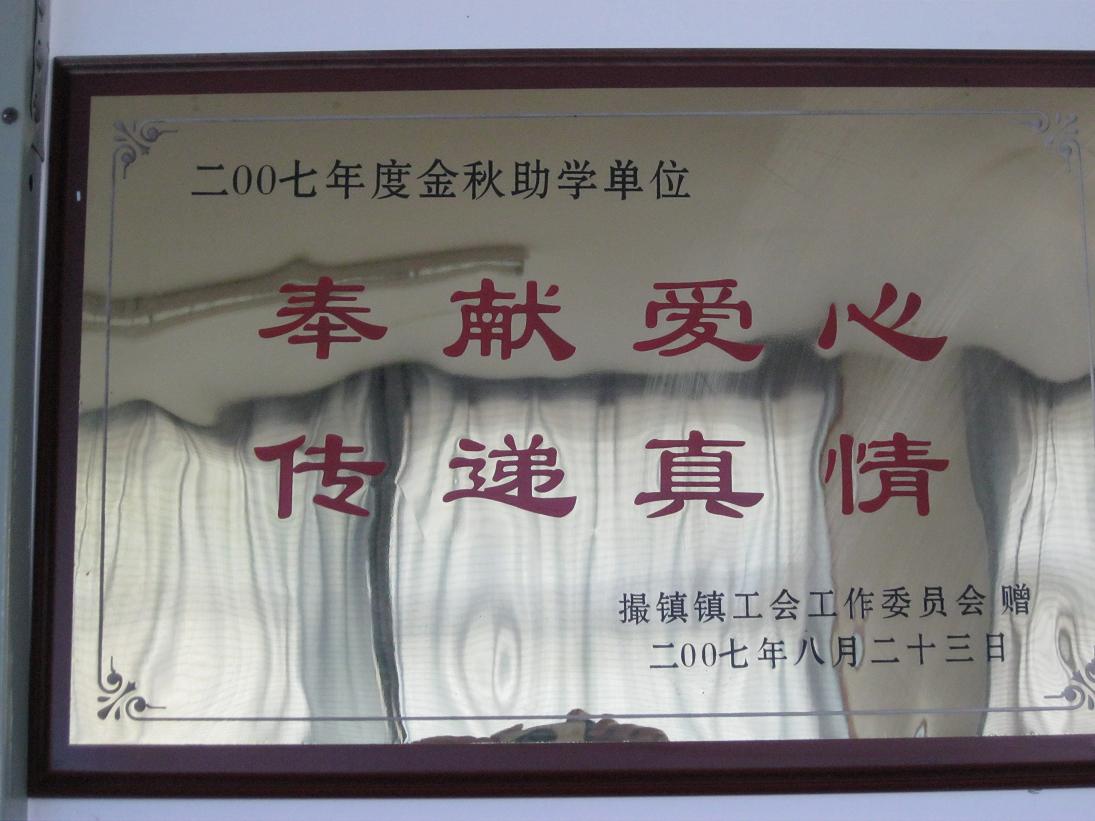 二00七年度金秋助学单位
奉献爱心
传递真情
撮镇镇工会工作委员会 赠
二00七年八月二十三日